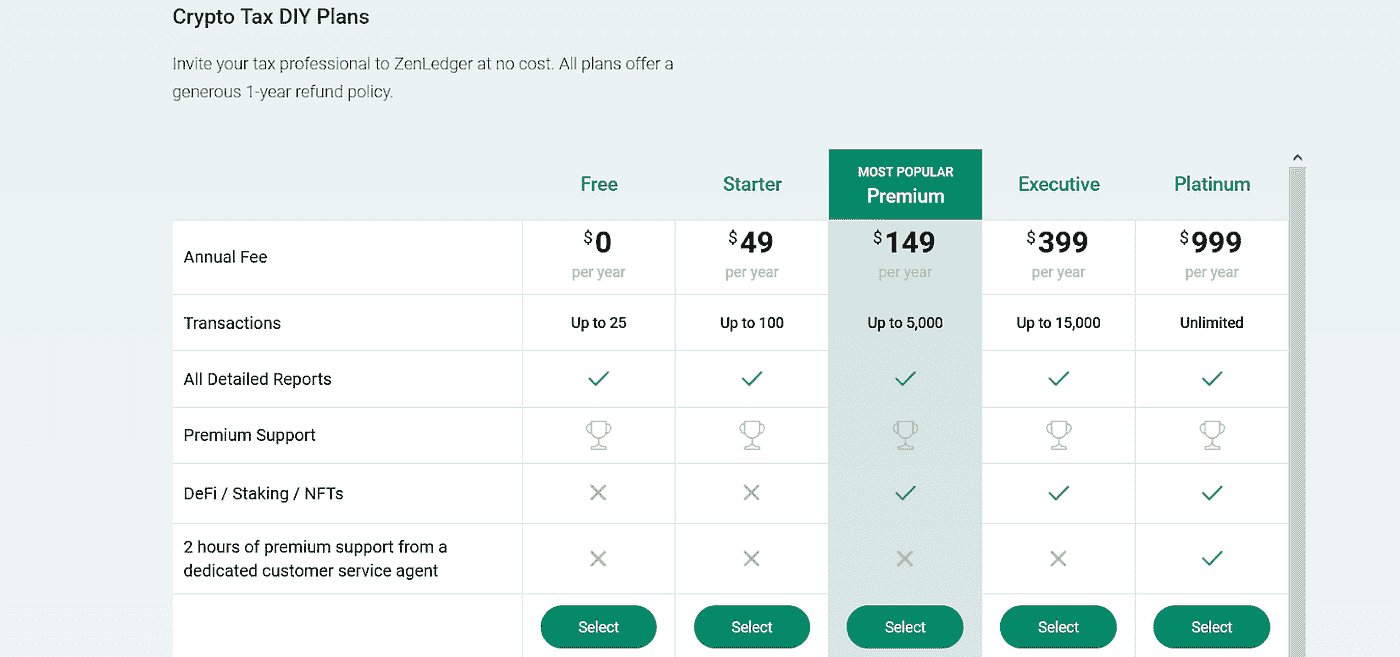 Crypto Tax DIY Plans
Invite your tax professional to ZenLedger at no cost. All plans offer a
generous 1-year refund policy.
Free Starter MOST POPULAR Premium Executive Platinum
Annual Fee $0 per year $49 per year $149 per year $399 per year $999 per year
Transactions Up to 25 Up to 100 Up to 5,000 Up to 15,000 Unlimited
All Detailed Reports
Premium Support
DeFi / Staking / NFTs
2 hours of premium support from a
dedicated customer service agent
Select Select Select Select Select